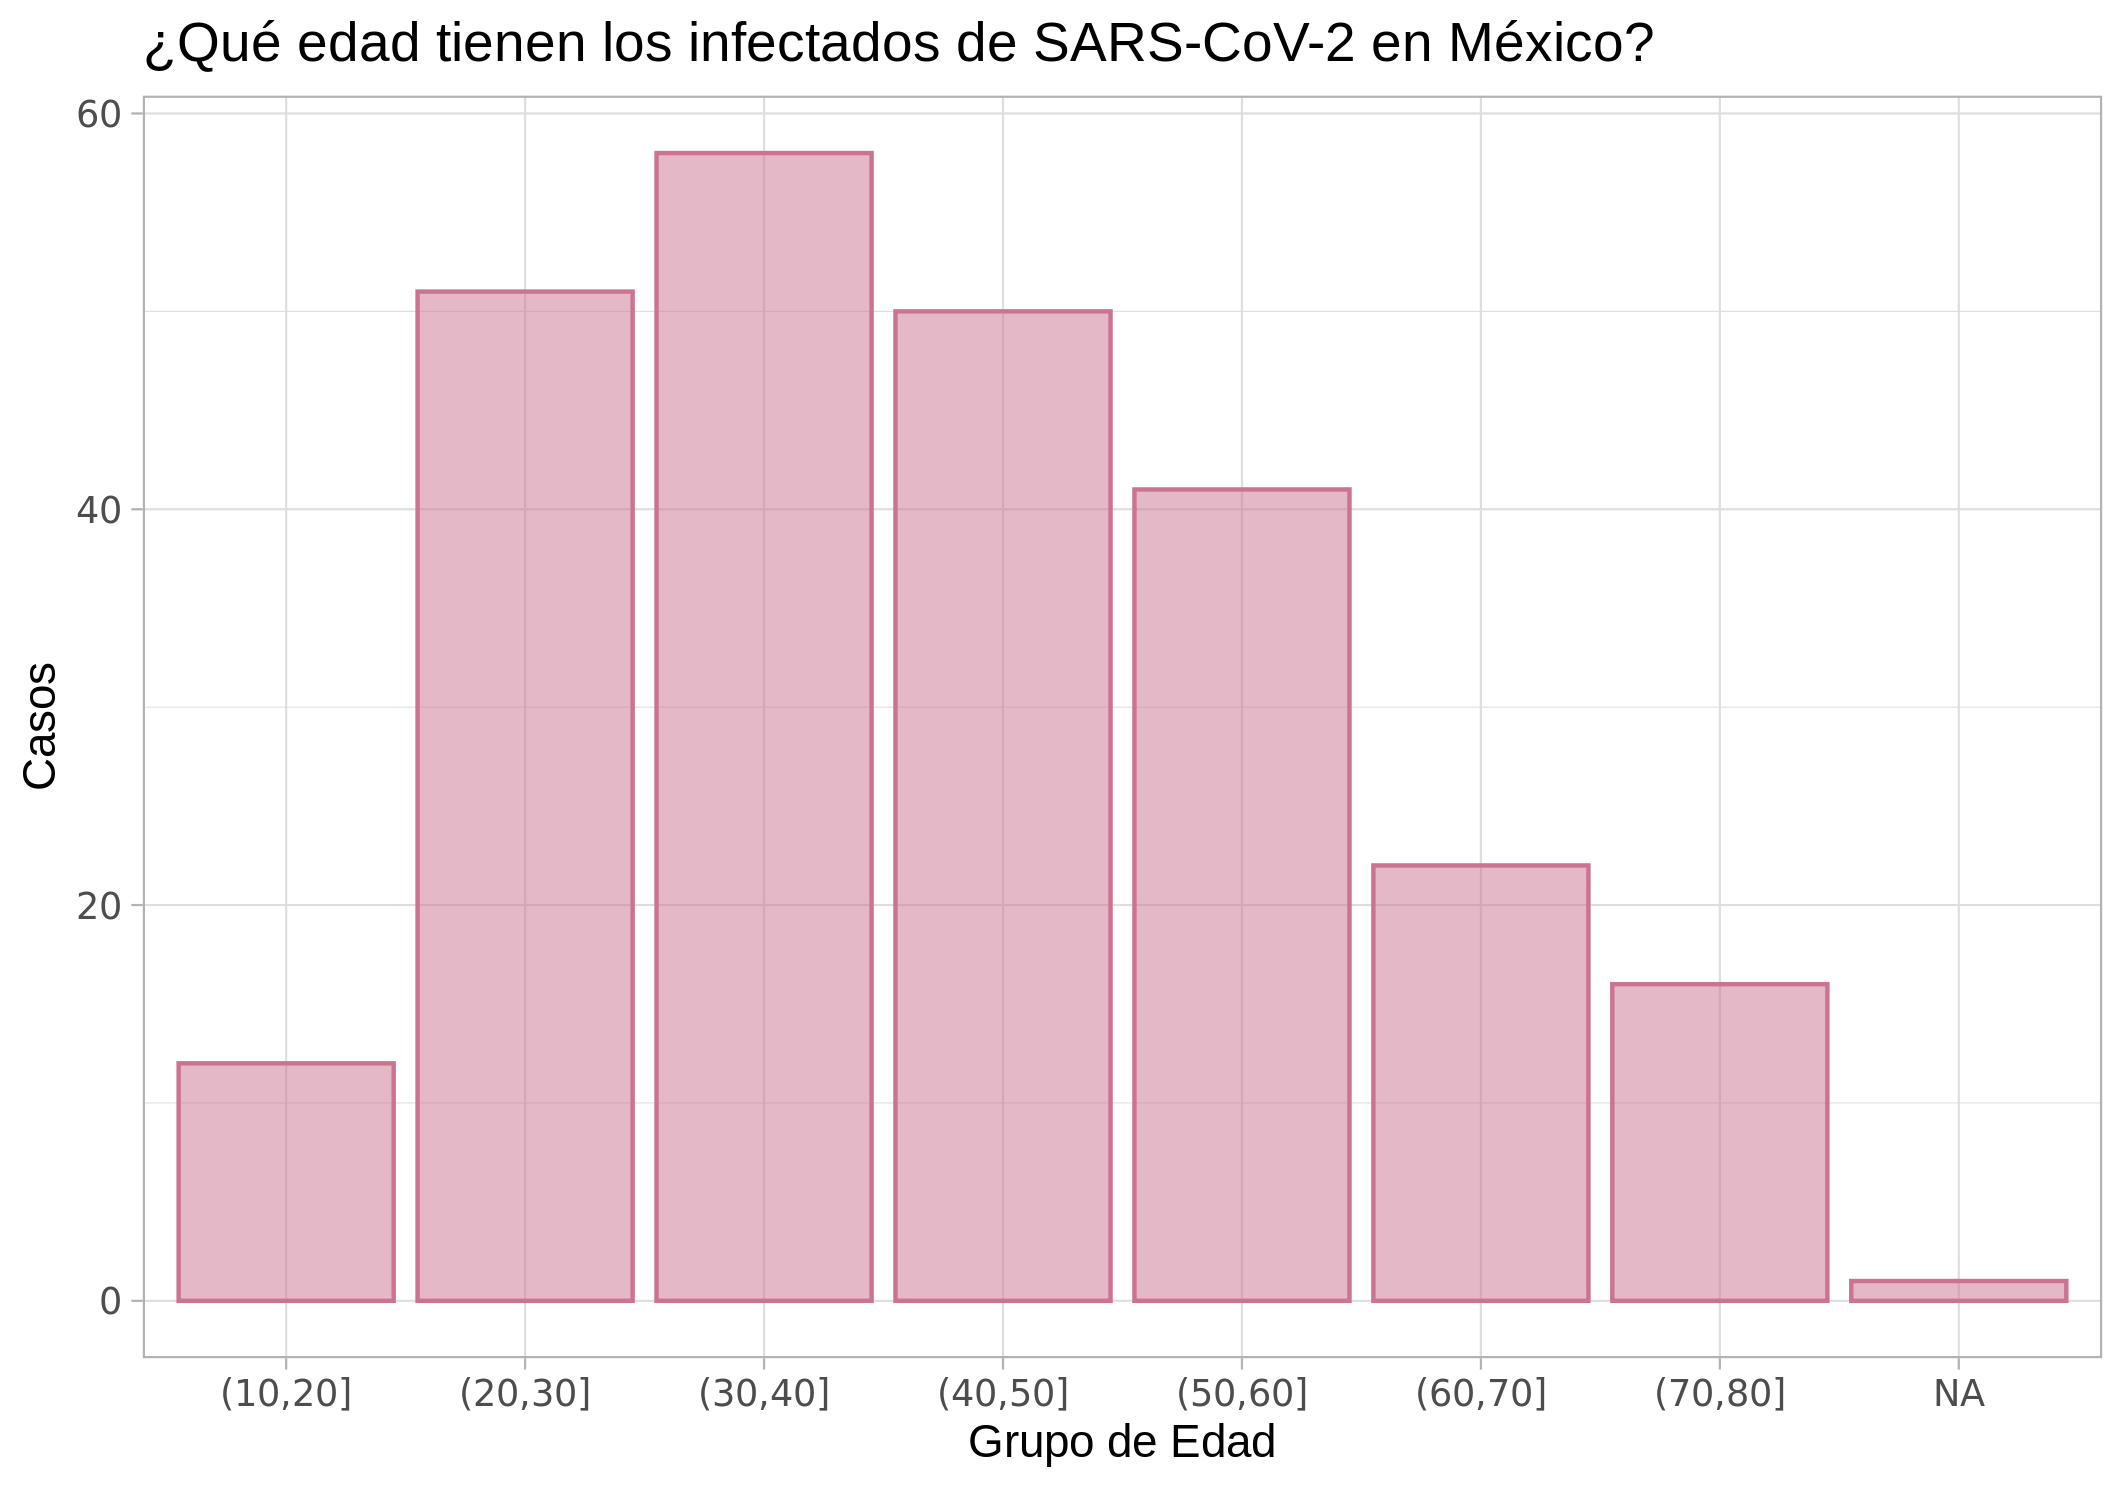 ¿Qué edad tienen los infectados de SARS-CoV-2 en México?
60
40
20
0
Casos
(10,20] (20,30] (30,40] (40,50] (50,60] (60,70] (70,80] NA
Grupo de Edad